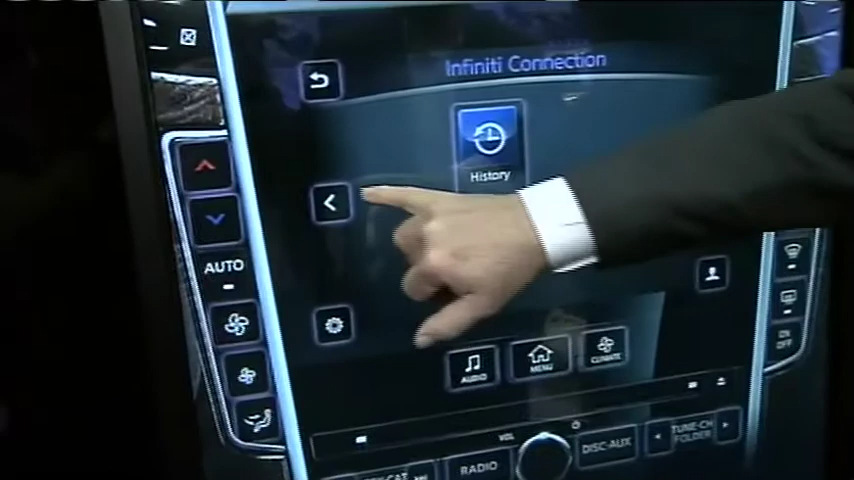 Infiniti Connection
History
AUTO
AUDIO
MENU
CLIMATE
ON
OFF
VOL
RADIO
DISC-AUX
TUNE-CH
FOLDER